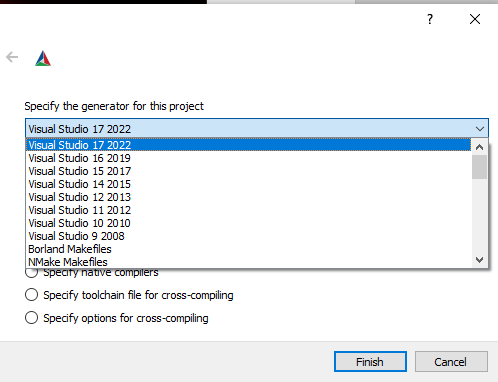 ?
Specify the generator for this project
Visual Studio 17 2022
Visual Studio 17 2022
Visual Studio 16 2019
Visual Studio 15 2017
Visual Studio 14 2015
Visual Studio 12 2013
Visual Studio 11 2012
Visual Studio 10 2010
Visual Studio 9 2008
Borland Makefiles
NMake Makefiles
Specify native compilers
Specify toolchain file for cross-compiling
Specify options for cross-compiling
Finish
Cancel